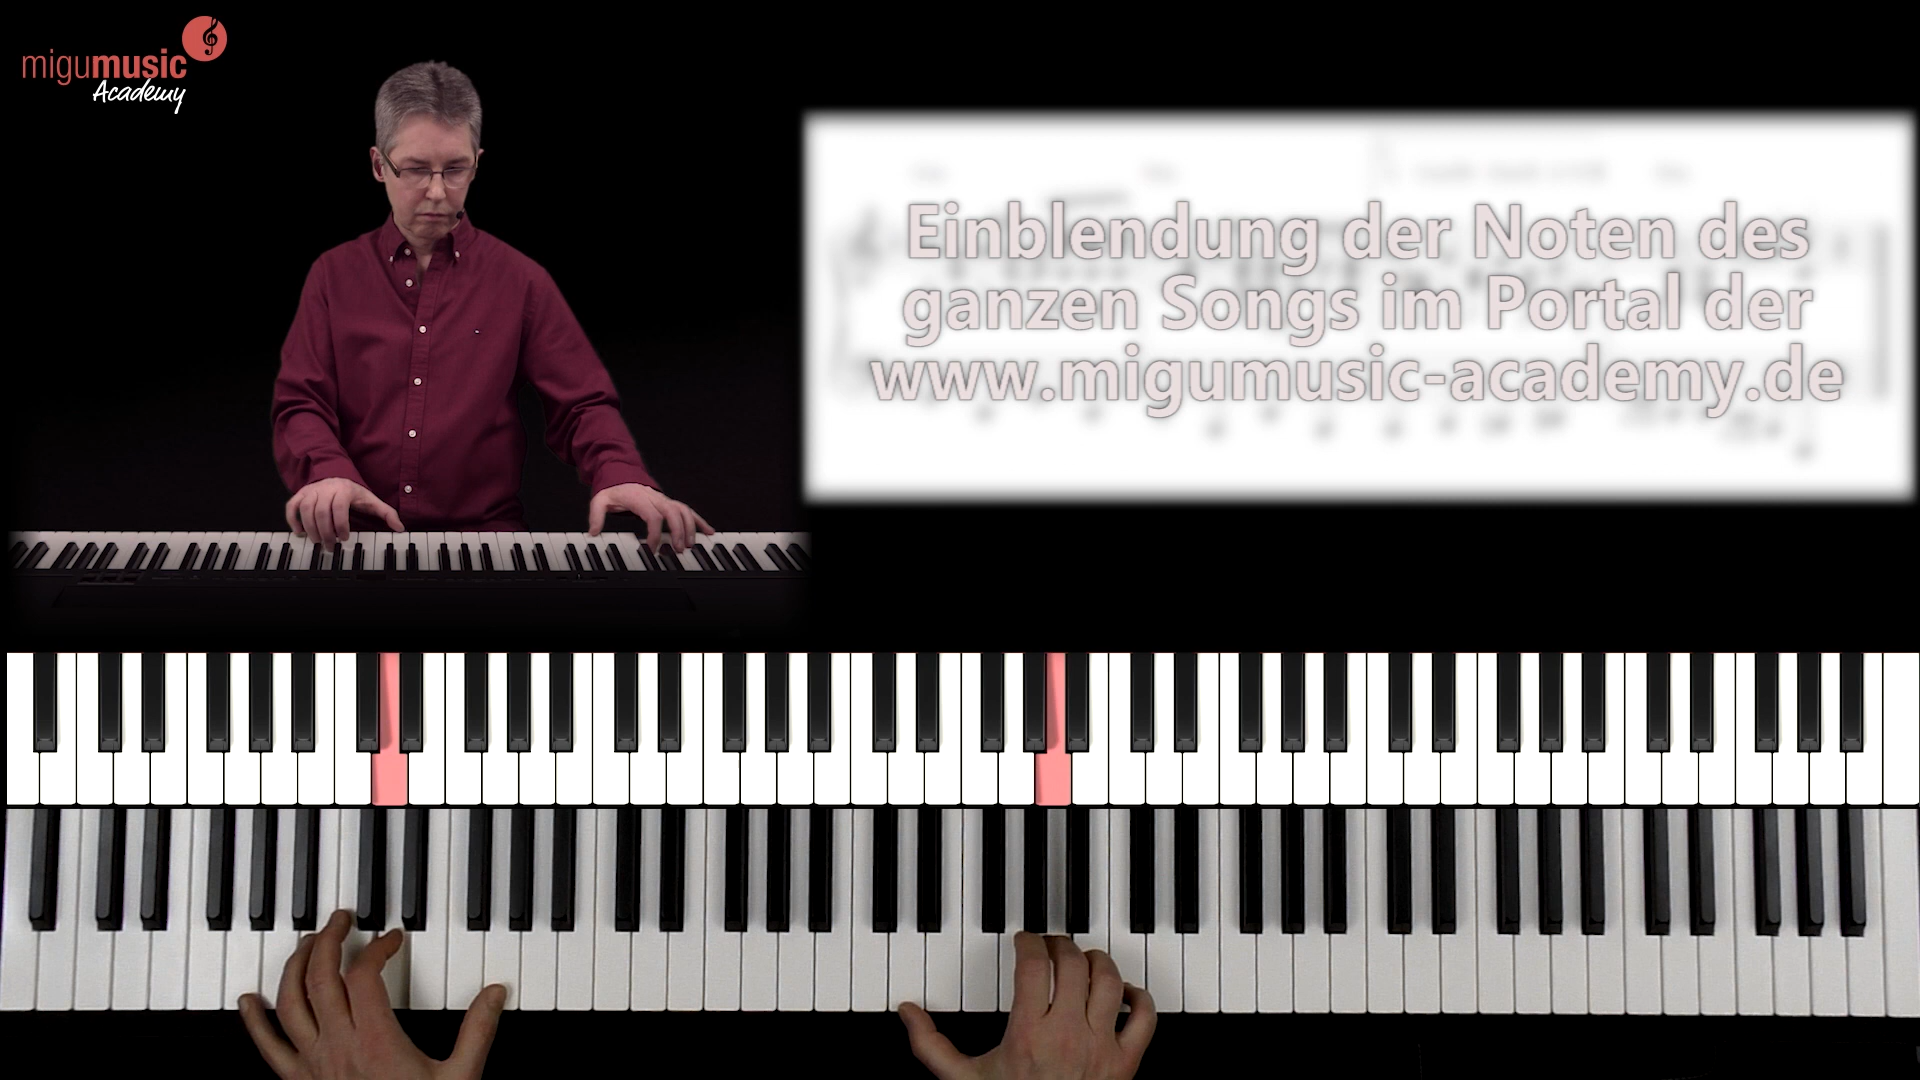 migumusic
Academy
Einblendung der Noten des
ganzen Songs im Portal der
www.migumusic-academy.de